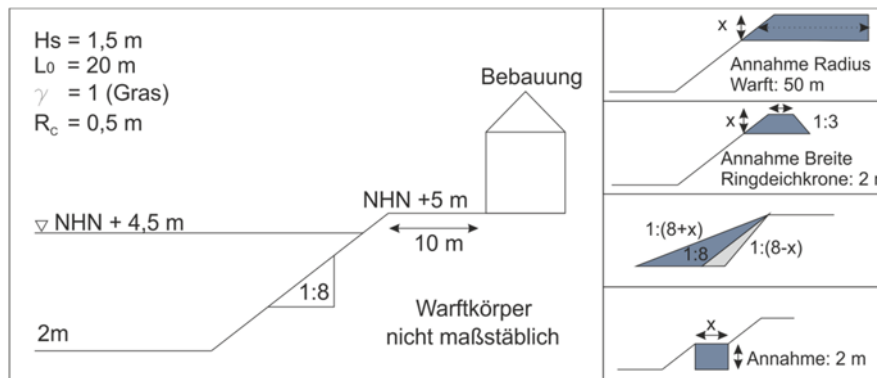 Hs = 1,5 m
L0 = 20 m
γ = 1 (Gras)
Rc = 0,5 m
Bebauung
NHN +5 m
NHN + 4,5 m
10 m
1:8
2m
Warftkörper
nicht maßstäblich
x
Annahme Radius
Warft: 50 m
x
1:3
Annahme Breite
Ringdeichkrone: 2 m
1:(8+x)
1:8
1:(8-x)
x
Annahme: 2 m